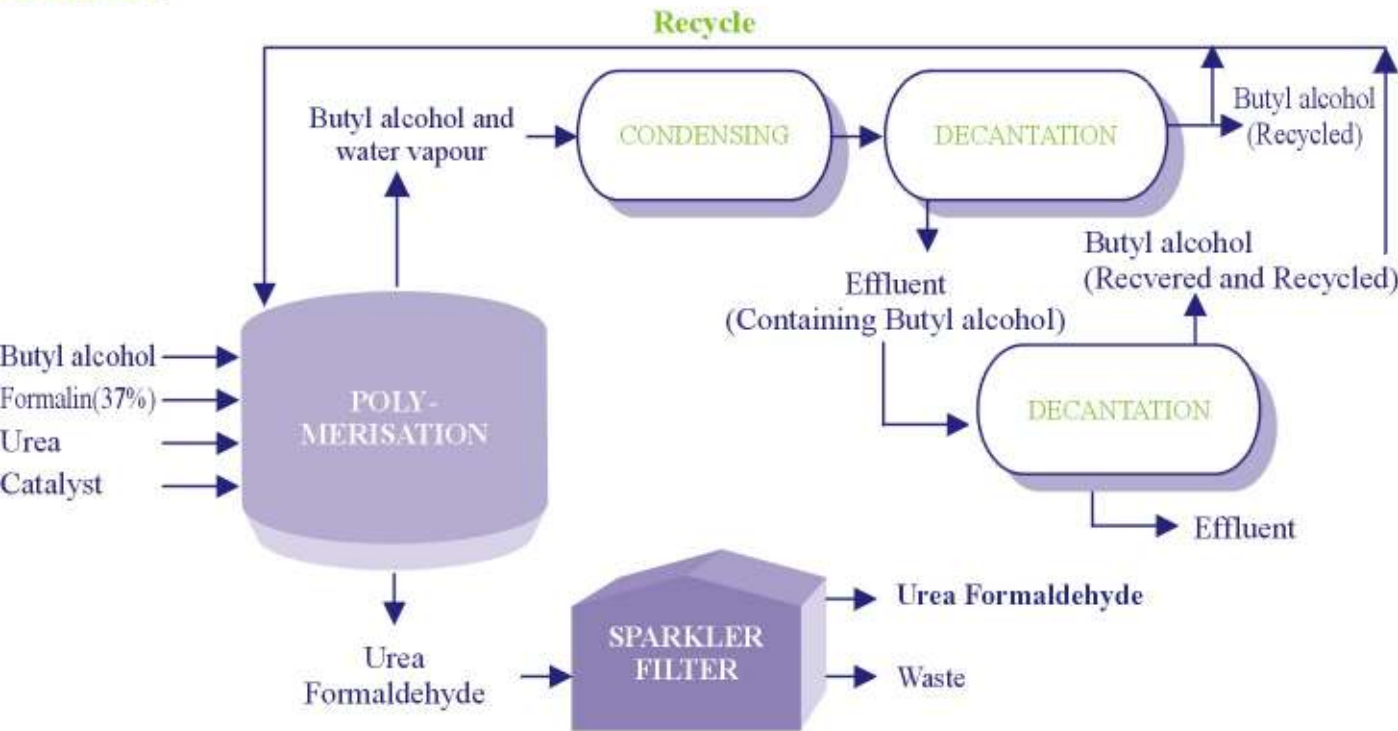 Recycle
Butyl alcohol and
water vapour
CONDENSING
DECANTATION
Butyl alcohol
(Recycled)
Effluent
(Containing Butyl alcohol)
Butyl alcohol
(Recvered and Recycled)
Butyl alcohol
Formalin(37%)
Urea
Catalyst
POLY-
MERISATION
DECANTATION
Effluent
Urea
Formaldehyde
SPARKLER
FILTER
Urea Formaldehyde
Waste